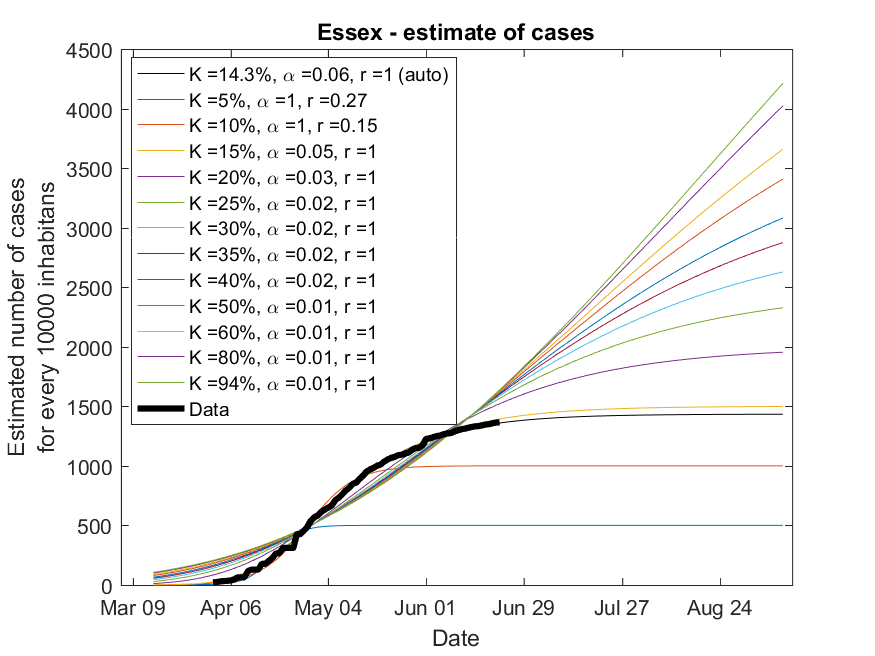 Essex - estimate of cases
4500
4000
3500
3000
2500
2000
1500
1000
500
0
Estimated number of cases
for every 10000 inhabitans
K =14.3%, α =0.06, r =1 (auto)
K =5%, α =1, r =0.27
K =10%, α =1, r =0.15
K =15%, α =0.05, r =1
K =20%, α =0.03, r =1
K =25%, α =0.02, r =1
K =30%, α =0.02, r =1
K =35%, α =0.02, r =1
K =40%, α =0.02, r =1
K =50%, α =0.01, r =1
K =60%, α =0.01, r =1
K =80%, α =0.01, r =1
K =94%, α =0.01, r =1
Data
Mar 09 Apr 06 May 04 Jun 01 Jun 29 Jul 27 Aug 24
Date